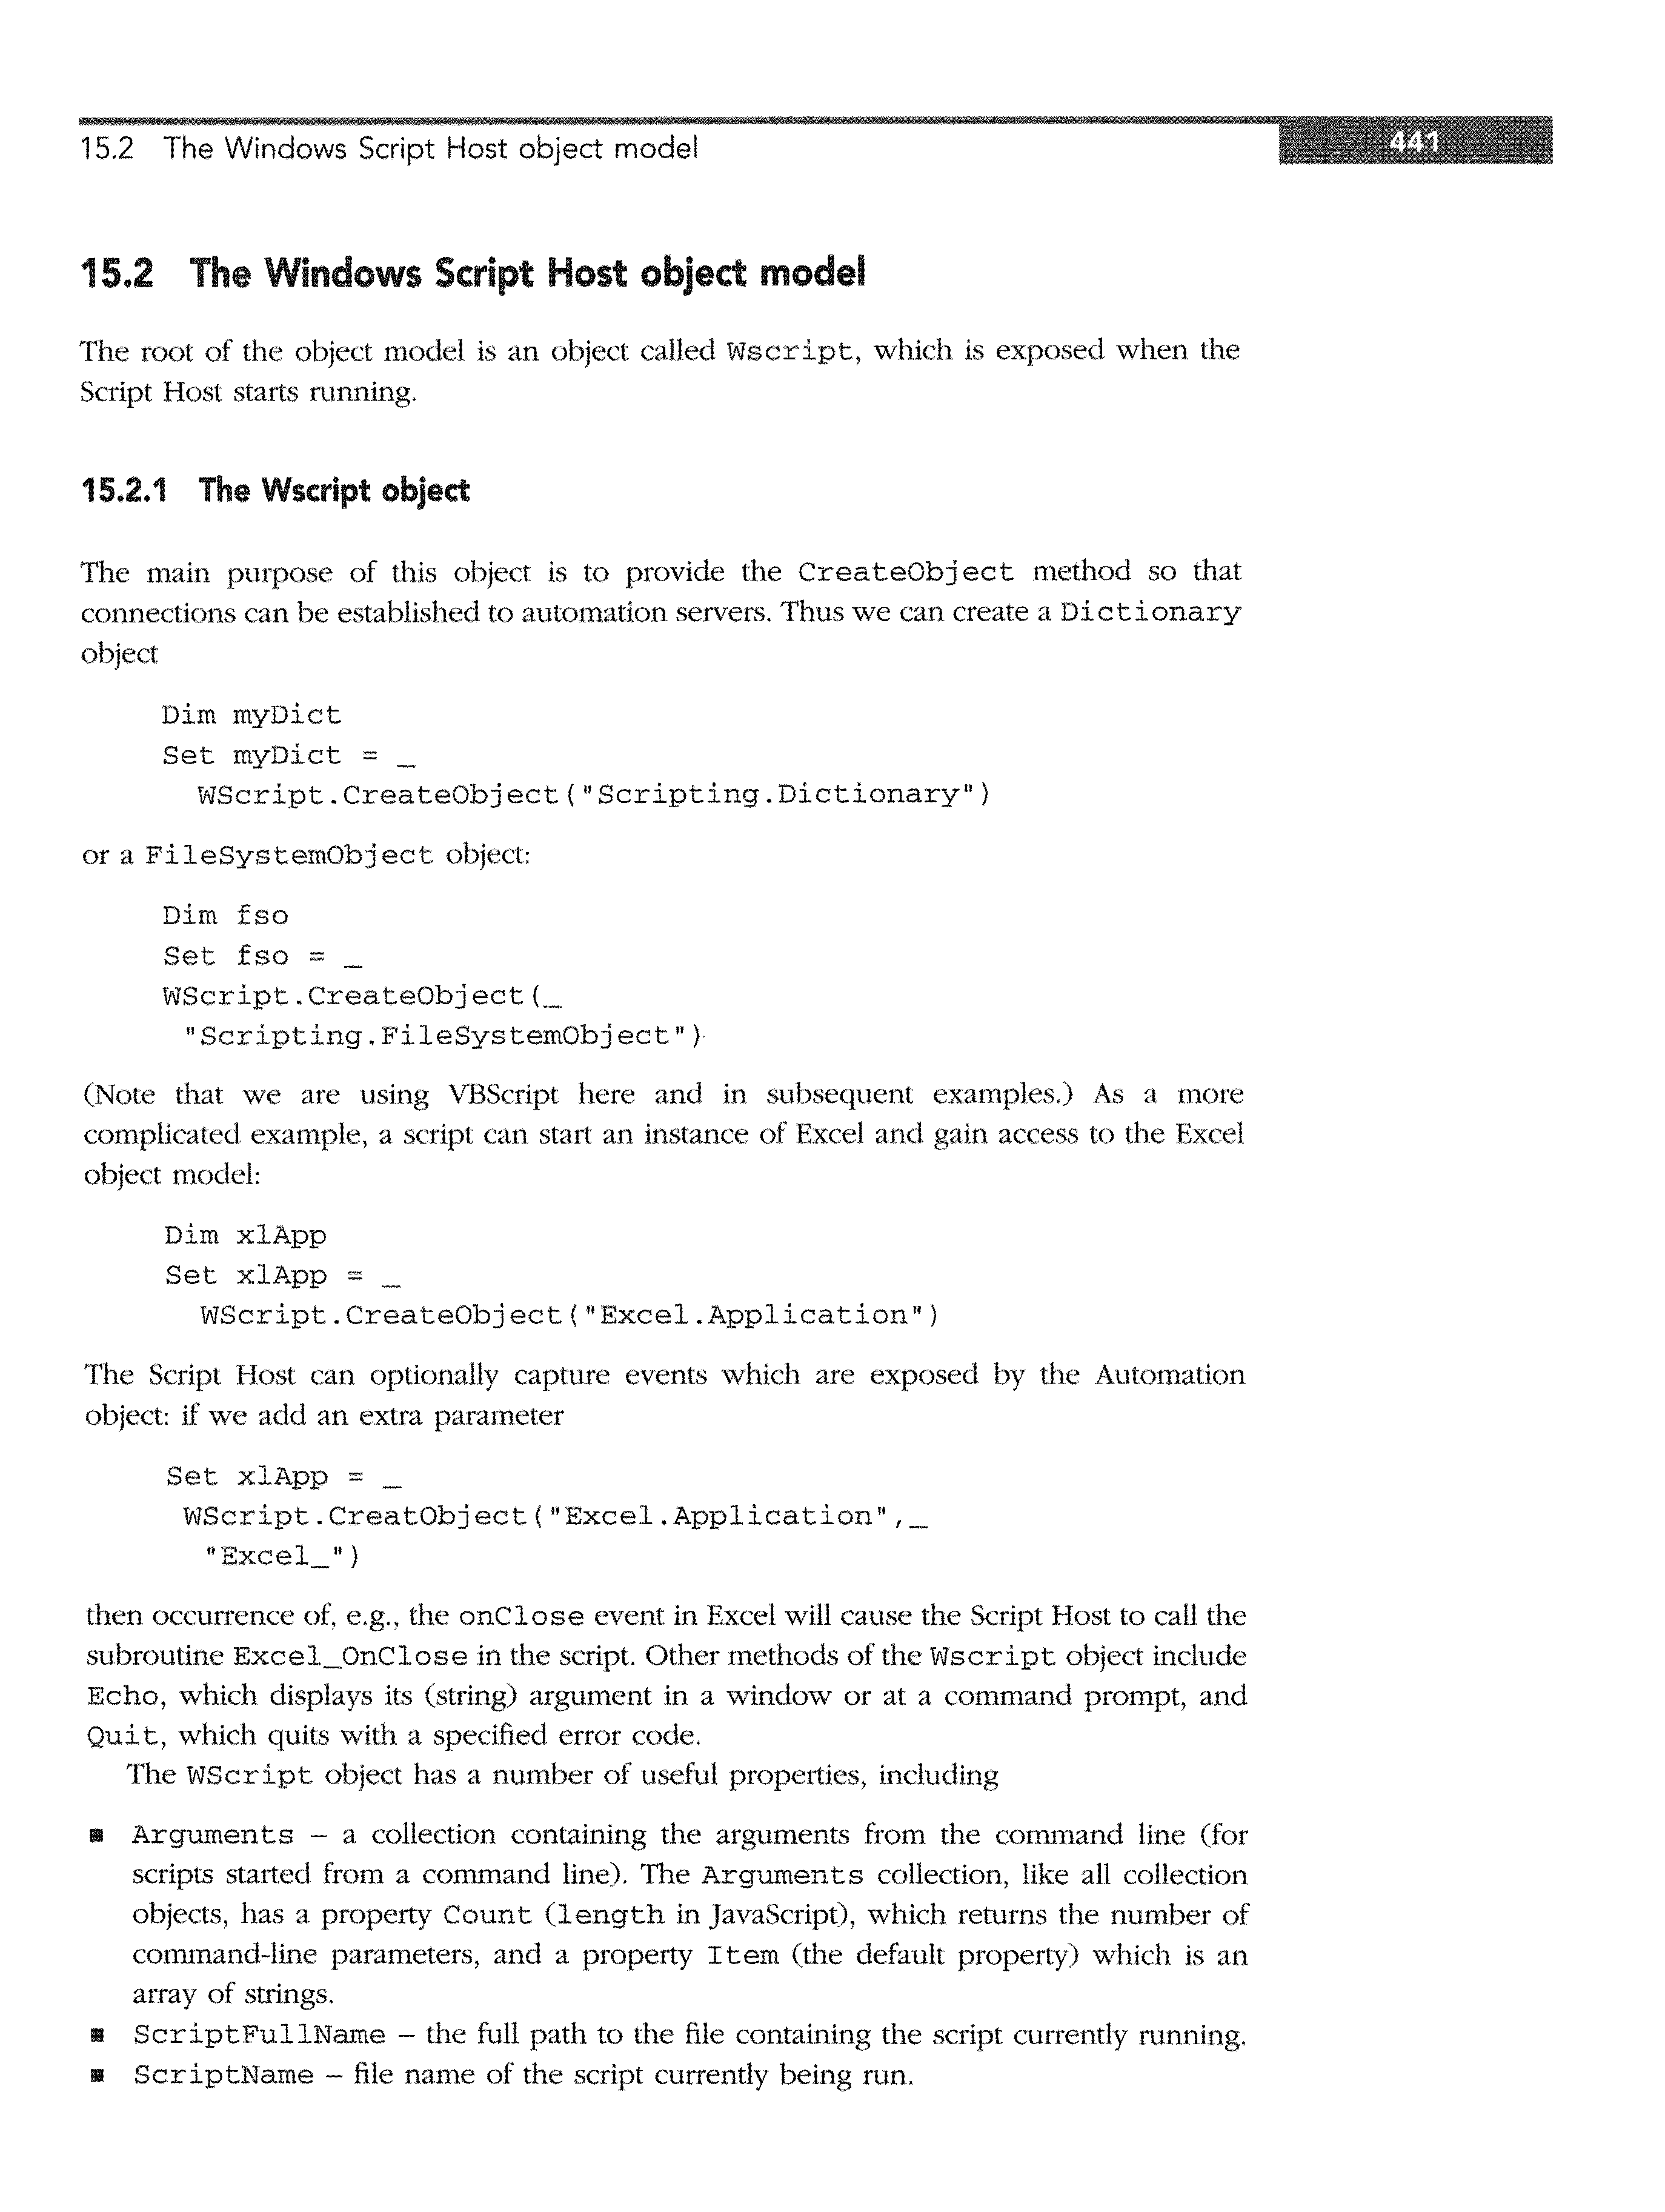 15.2 The Windows Script Host object model
441
15.2 The Windows Script Host object model
The root of the object model is an object called Wscript, which is exposed when the
Script Host starts running.
15.2.1 The Wscript object
The main purpose of this object is to provide the CreateObject method so that
connections can be established to automation servers. Thus we can create a Dictionary
object
Dim myDict
Set myDict = _
WScript.CreateObject("Scripting.Dictionary")
or a FileSystemObject object:
Dim fso
Set fso = _
WScript.CreateObject(_
"Scripting.FileSystemObject")
(Note that we are using VBScript here and in subsequent examples.) As a more
complicated example, a script can start an instance of Excel and gain access to the Excel
object model:
Dim xlApp
Set xlApp = _
WScript.CreateObject("Excel.Application")
The Script Host can optionally capture events which are exposed by the Automation
object: if we add an extra parameter
Set xlApp = _
WScript.CreatObject("Excel.Application",_
"Excel_")
then occurrence of, e.g., the onClose event in Excel will cause the Script Host to call the
subroutine Excel_OnClose in the script. Other methods of the Wscript object include
Echo, which displays its (string) argument in a window or at a command prompt, and
Quit, which quits with a specified error code.
The WScript object has a number of useful properties, including
■ Arguments – a collection containing the arguments from the command line (for
scripts started from a command line). The Arguments collection, like all collection
objects, has a property Count (length in JavaScript), which returns the number of
command-line parameters, and a property Item (the default property) which is an
array of strings.
■ ScriptFullName – the full path to the file containing the script currently running.
■ ScriptName – file name of the script currently being run.